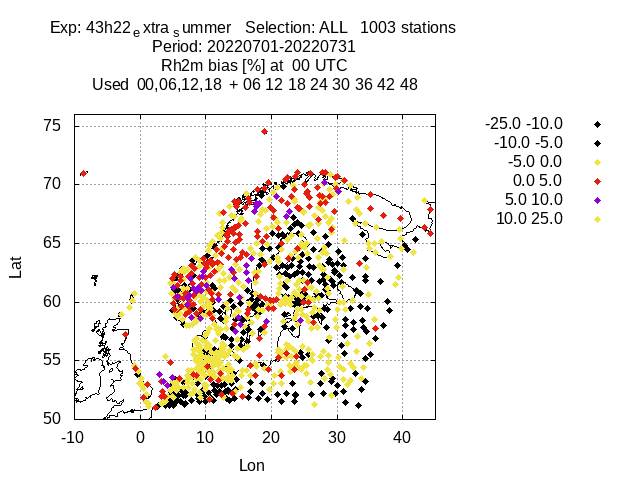 Exp: 43h22extrasummer Selection: ALL 1003 stations
Period: 20220701-20220731
Rh2m bias [%] at 00 UTC
Used 00,06,12,18 + 06 12 18 24 30 36 42 48
-25.0 -10.0
-10.0 -5.0
-5.0 0.0
0.0 5.0
5.0 10.0
10.0 25.0
75
70
65
60
55
50
Lat
-10 0 10 20 30 40
Lon